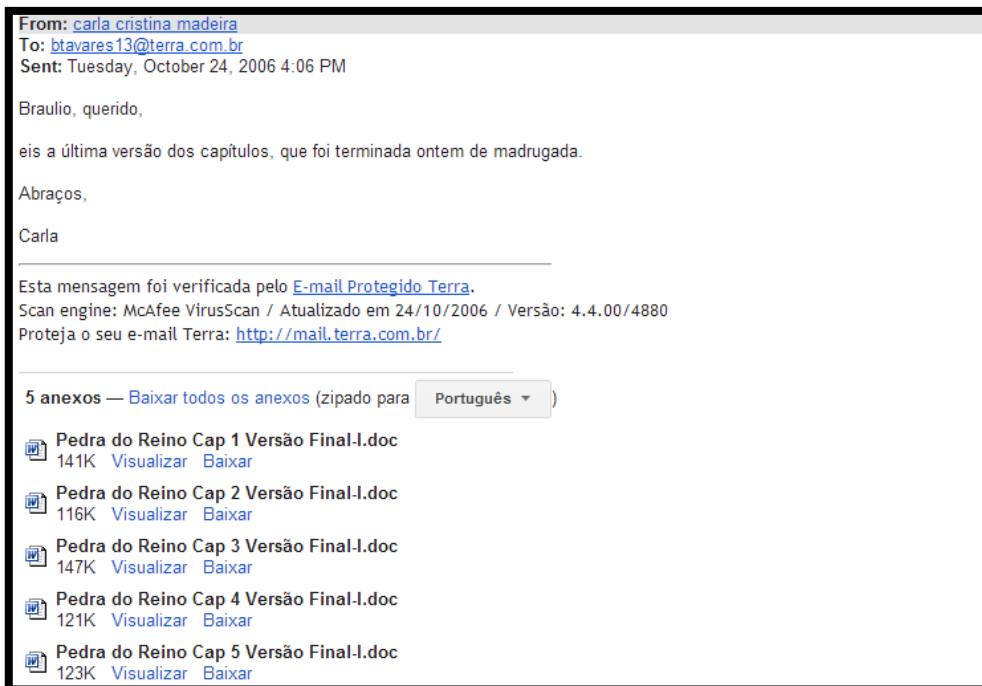 From: carla cristina madeira
To: btavares13@terra.com.br
Sent: Tuesday, October 24, 2006 4:06 PM
Braulio, querido,
eis a última versão dos capítulos, que foi terminada ontem de madrugada.
Abraços,
Carla
Esta mensagem foi verificada pelo E-mail Protegido Terra.
Scan engine: McAfee VirusScan / Atualizado em 24/10/2006 / Versão: 4.4.00/4880
Proteja o seu e-mail Terra: http://mail.terra.com.br/
5 anexos — Baixar todos os anexos (zipado para Português )
Pedra do Reino Cap 1 Versão Final-I.doc
141K Visualizar Baixar
Pedra do Reino Cap 2 Versão Final-I.doc
116K Visualizar Baixar
Pedra do Reino Cap 3 Versão Final-I.doc
147K Visualizar Baixar
Pedra do Reino Cap 4 Versão Final-I.doc
121K Visualizar Baixar
Pedra do Reino Cap 5 Versão Final-I.doc
123K Visualizar Baixar